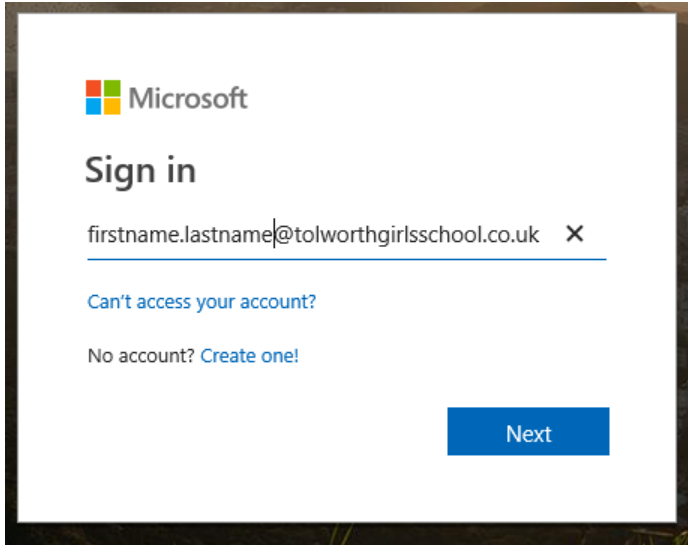 Microsoft
Sign in
firstname.lastname@tolworthgirlsschool.co.uk
Can't access your account?
No account? Create one!
Next